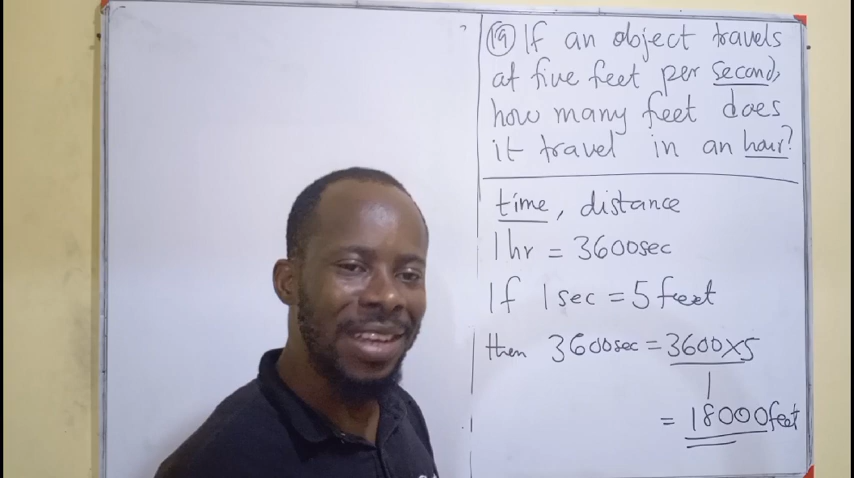 ⑲ If an object travels
at five feet per second,
how many feet does
it travel in an hour?
time, distance
1hr = 3600sec
If 1sec = 5feet
then 3600sec = 3600×5
1
= 18000feet